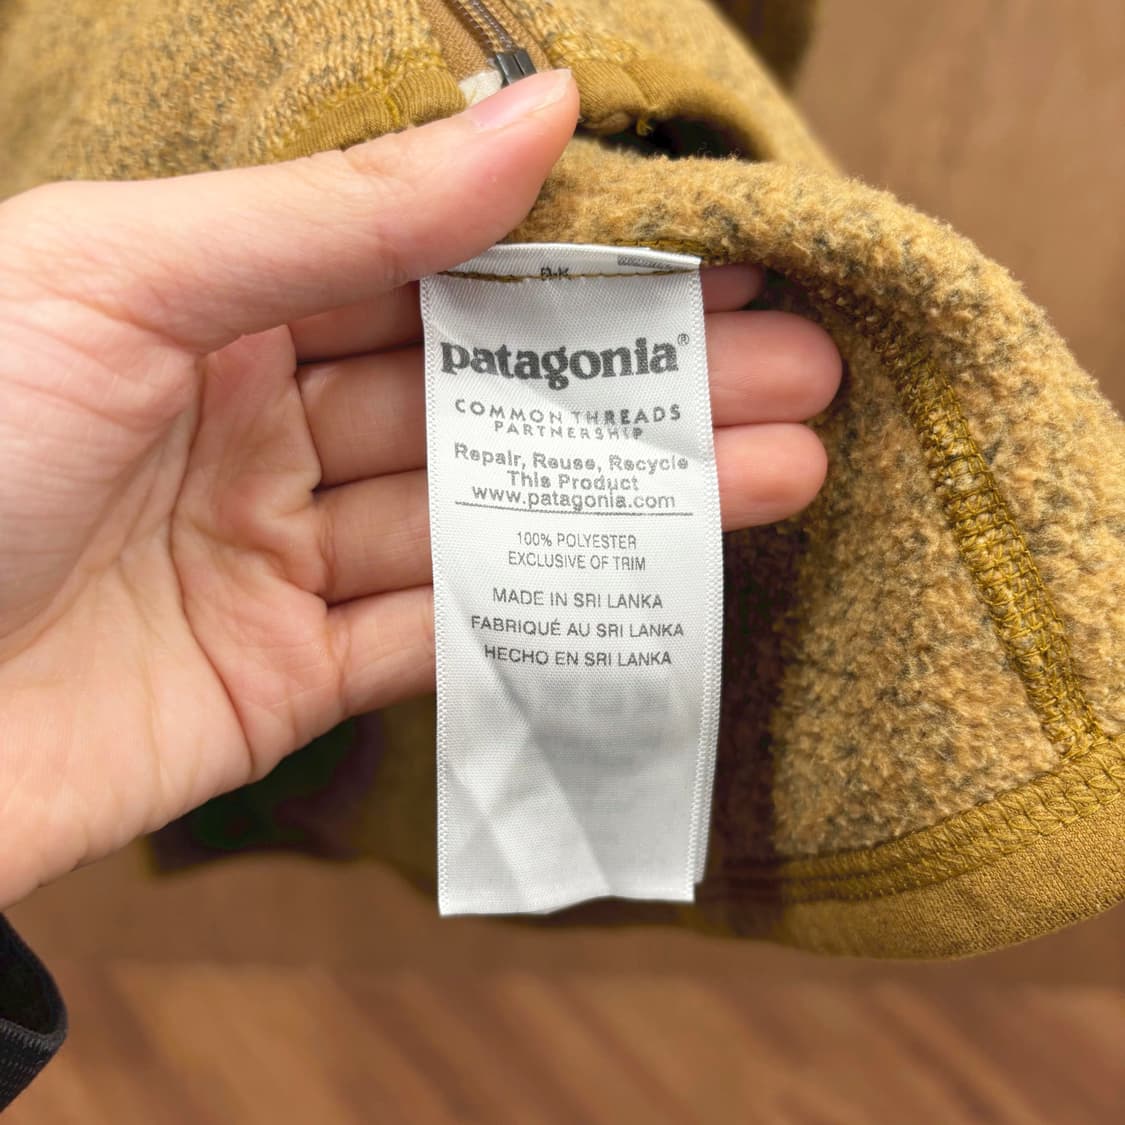 patagonia®
COMMON THREADS
PARTNERSHIP
Repair, Reuse, Recycle
This Product
www.patagonia.com
100% POLYESTER
EXCLUSIVE OF TRIM
MADE IN SRI LANKA
FABRIQUÉ AU SRI LANKA
HECHO EN SRI LANKA